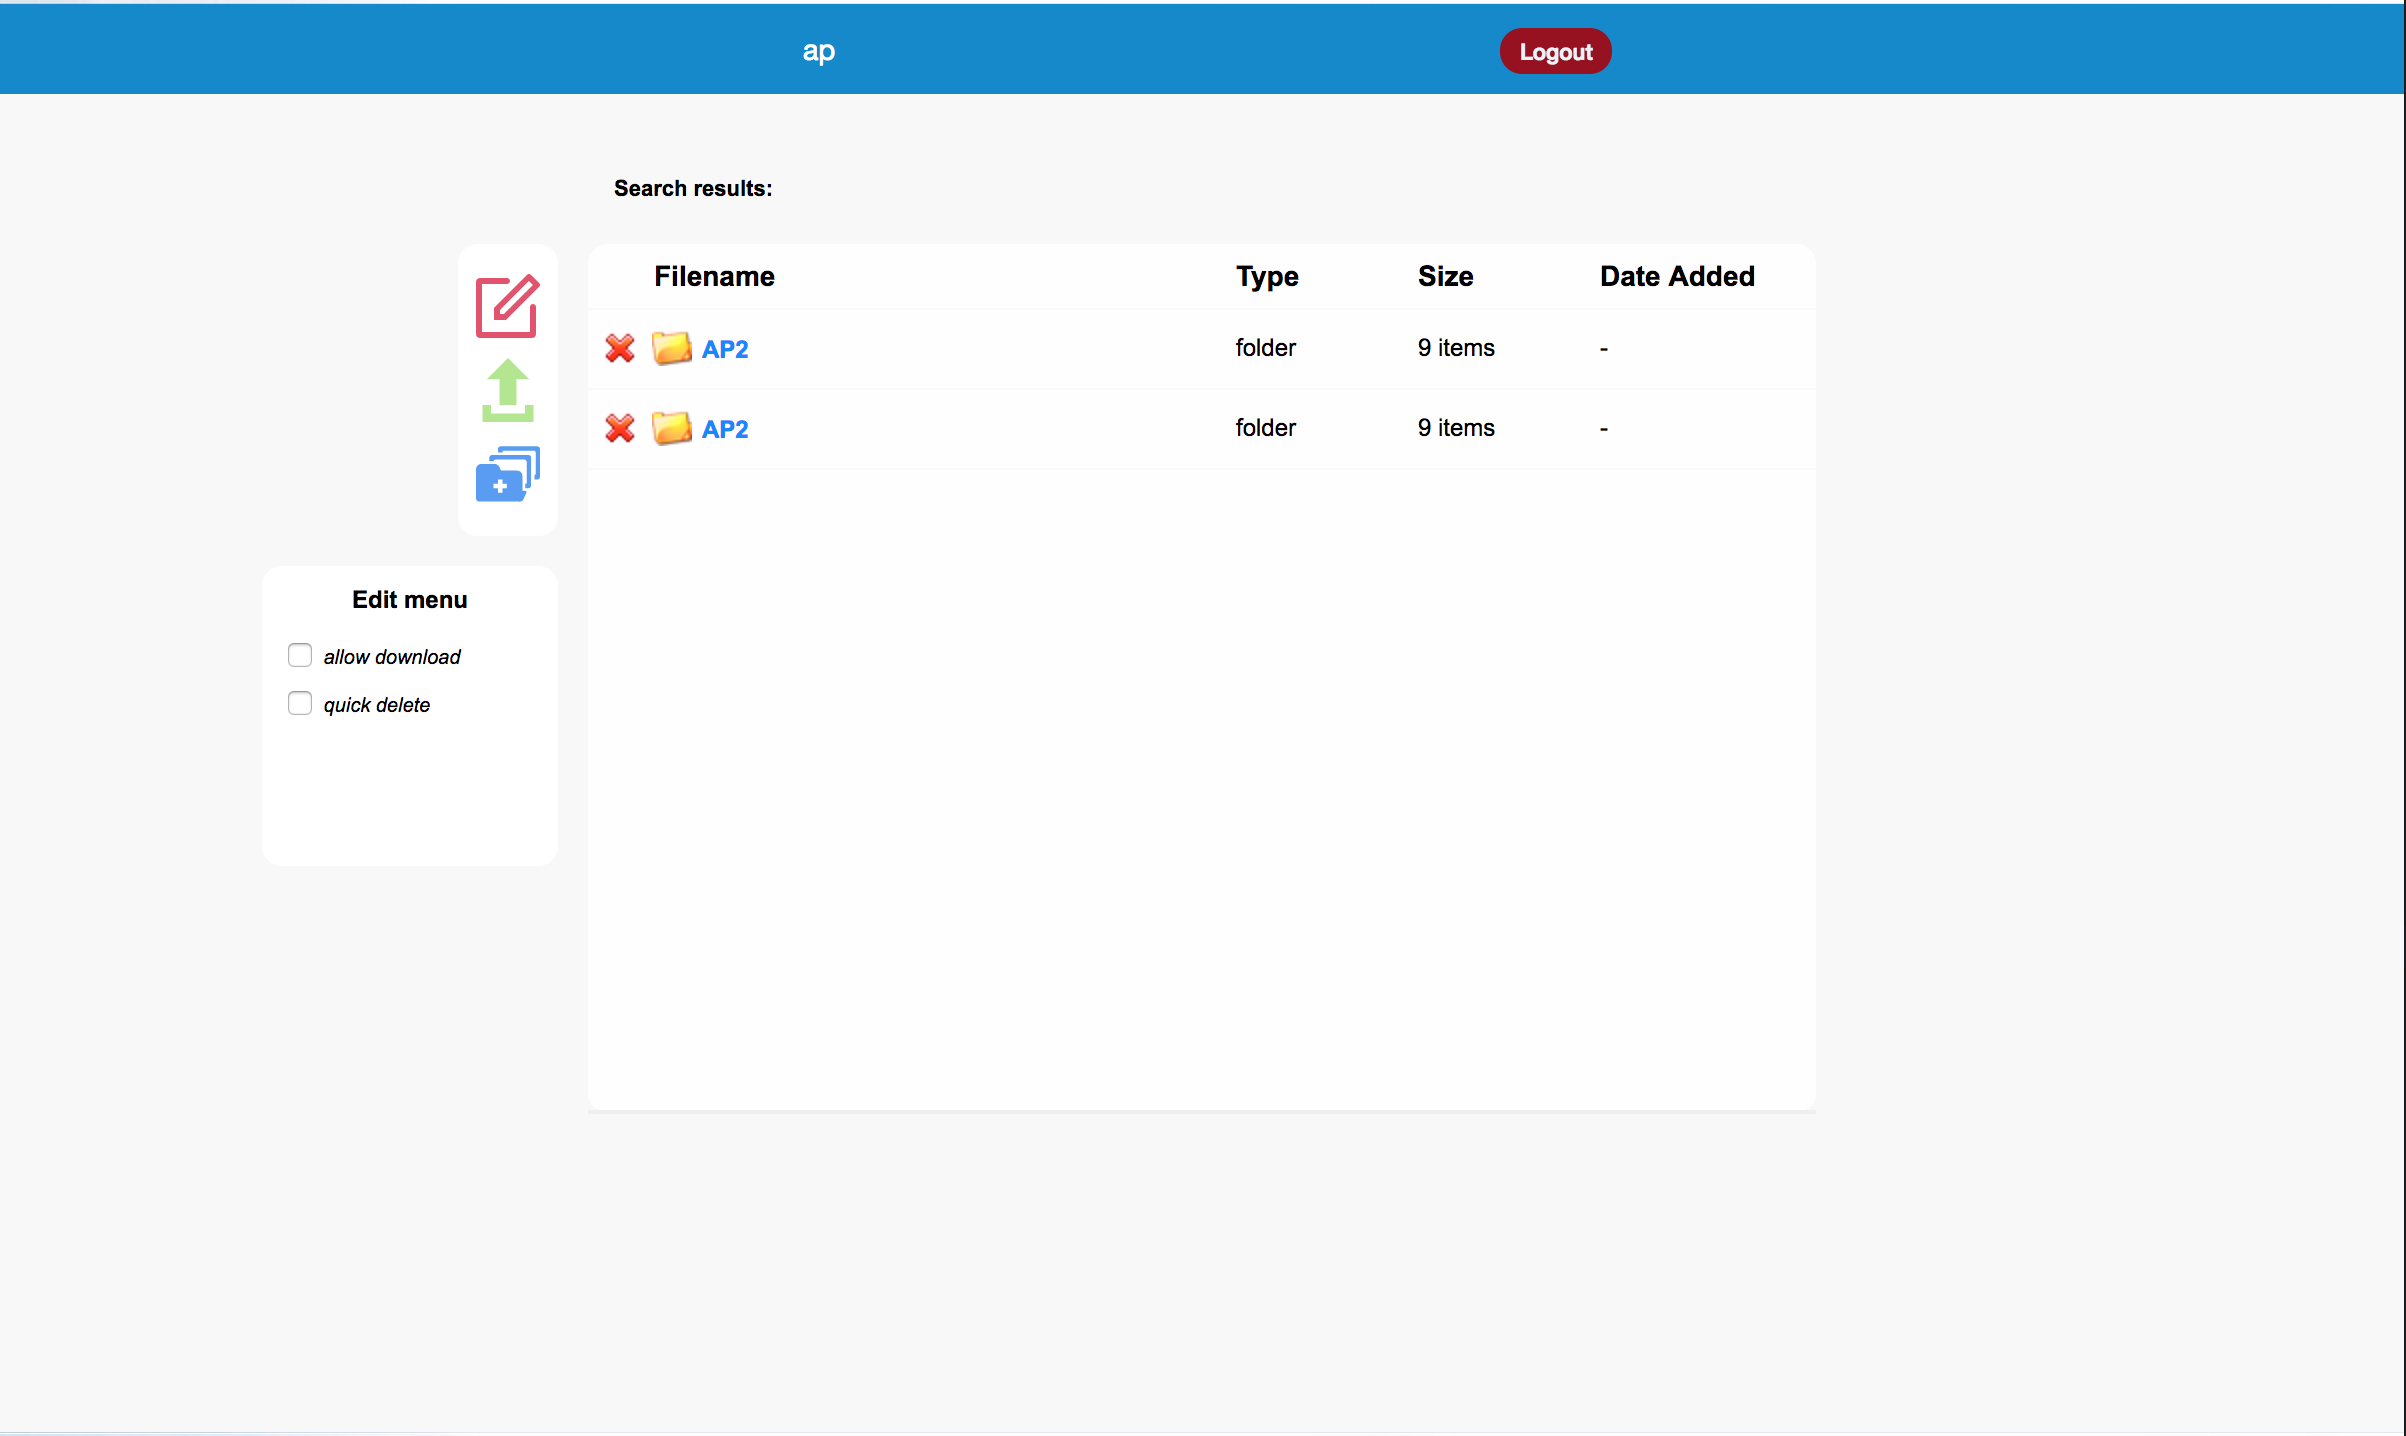 ap
Logout
Search results:
Filename Type Size Date Added
AP2 folder 9 items -
AP2 folder 9 items -
Edit menu
allow download
quick delete